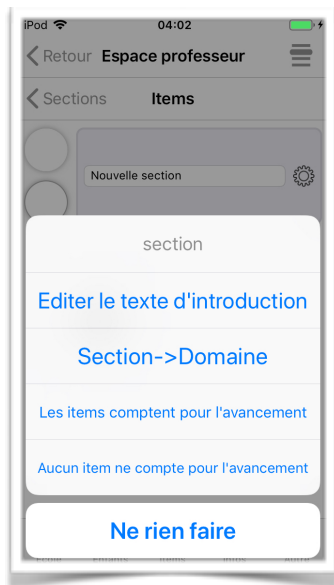 iPod 04:02
Retour Espace professeur
Sections Items
Nouvelle section
section
Editer le texte d'introduction
Section->Domaine
Les items comptent pour l'avancement
Aucun item ne compte pour l'avancement
Ne rien faire